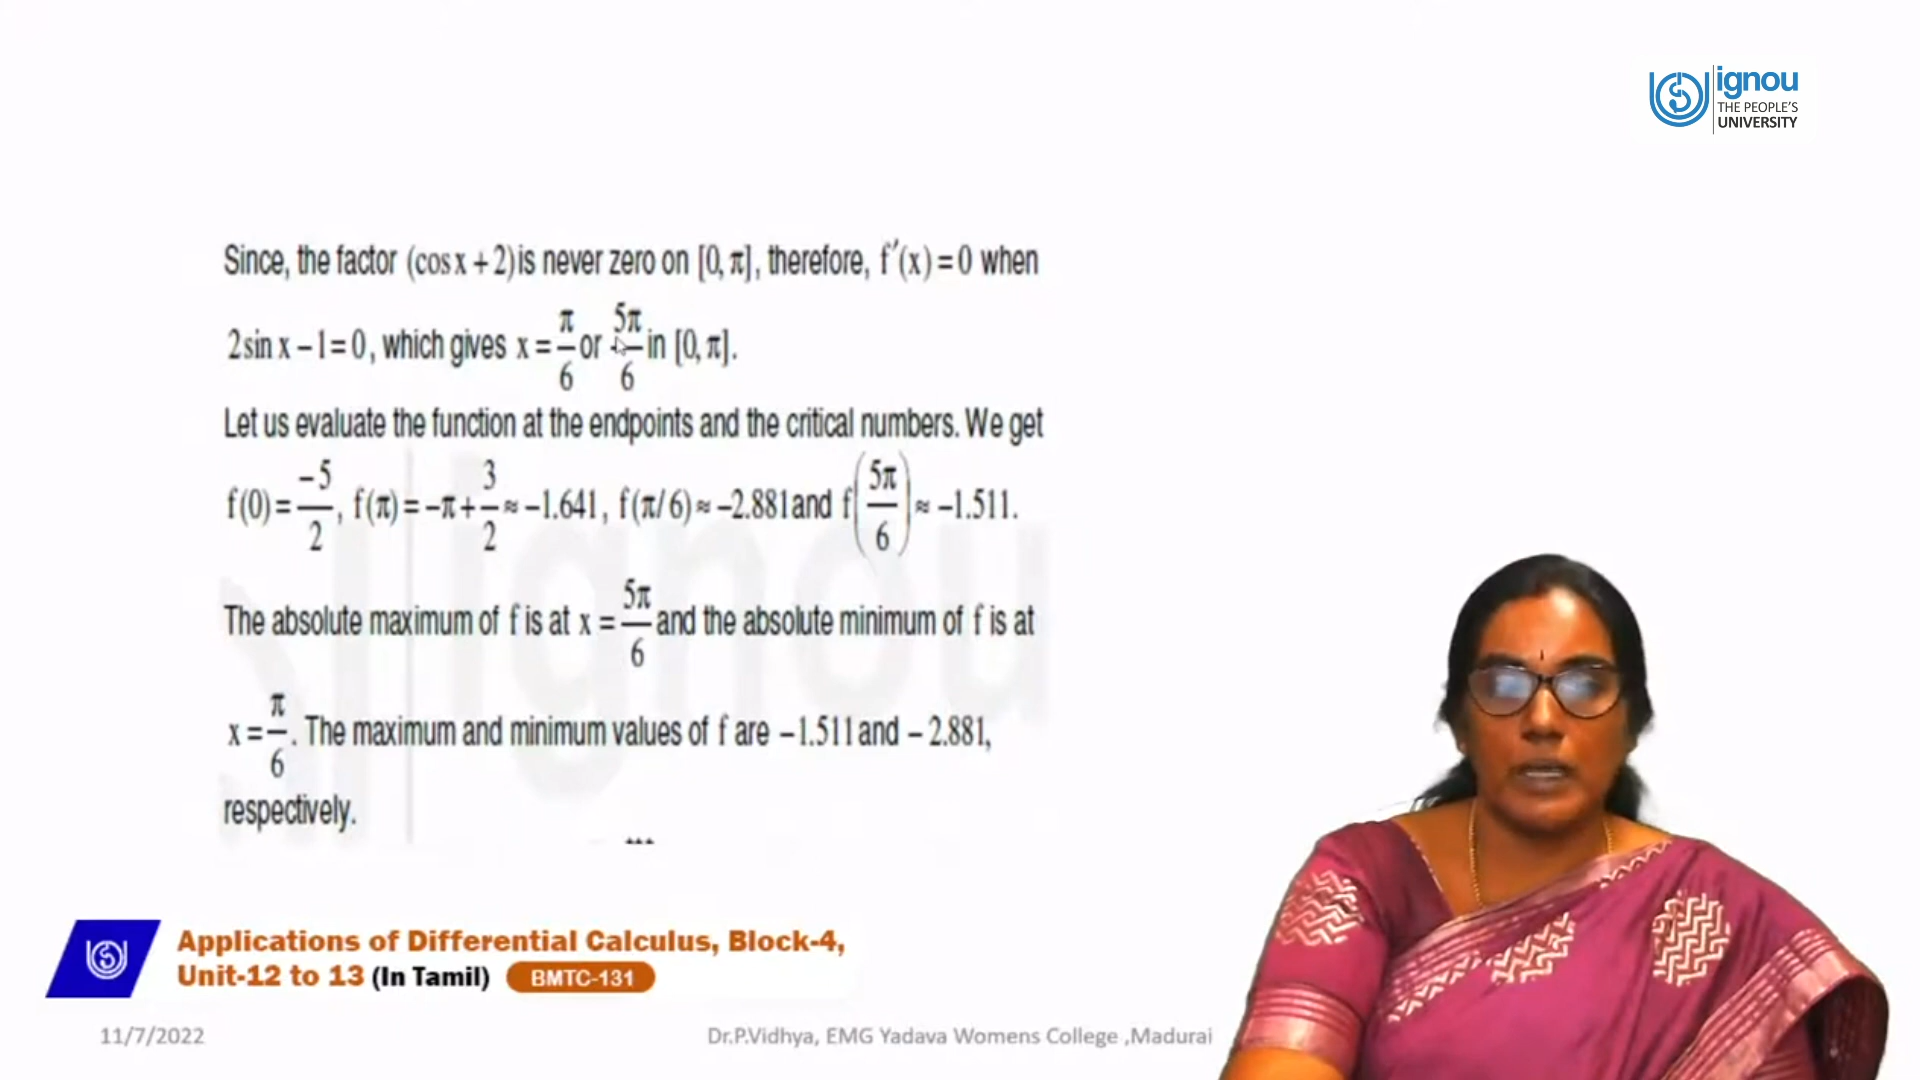 ignou
THE PEOPLE'S
UNIVERSITY
Since, the factor (cos x + 2) is never zero on [0, π], therefore, f′(x) = 0 when
2 sin x − 1 = 0, which gives x = π/6 or 5π/6 in [0, π].
Let us evaluate the function at the endpoints and the critical numbers. We get
f(0) = −5/2, f(π) = −π + 3/2 ≈ −1.641, f(π/6) ≈ −2.881 and f(5π/6) ≈ −1.511.
The absolute maximum of f is at x = 5π/6 and the absolute minimum of f is at
x = π/6. The maximum and minimum values of f are −1.511 and − 2.881,
respectively.
***
ignou
Applications of Differential Calculus, Block-4,
Unit-12 to 13 (In Tamil) BMTC-131
11/7/2022
Dr.P.Vidhya, EMG Yadava Womens College ,Madurai